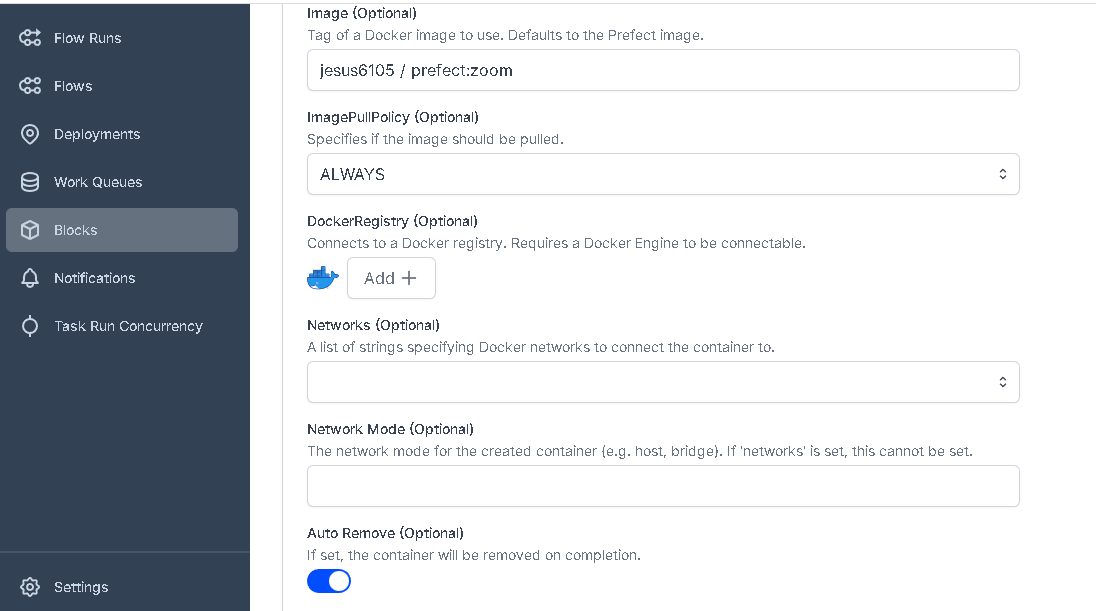 Flow Runs
Flows
Deployments
Work Queues
Blocks
Notifications
Task Run Concurrency
Settings
Image (Optional)
Tag of a Docker image to use. Defaults to the Prefect image.
jesus6105 / prefect:zoom
ImagePullPolicy (Optional)
Specifies if the image should be pulled.
ALWAYS
DockerRegistry (Optional)
Connects to a Docker registry. Requires a Docker Engine to be connectable.
Add +
Networks (Optional)
A list of strings specifying Docker networks to connect the container to.
Network Mode (Optional)
The network mode for the created container (e.g. host, bridge). If 'networks' is set, this cannot be set.
Auto Remove (Optional)
If set, the container will be removed on completion.